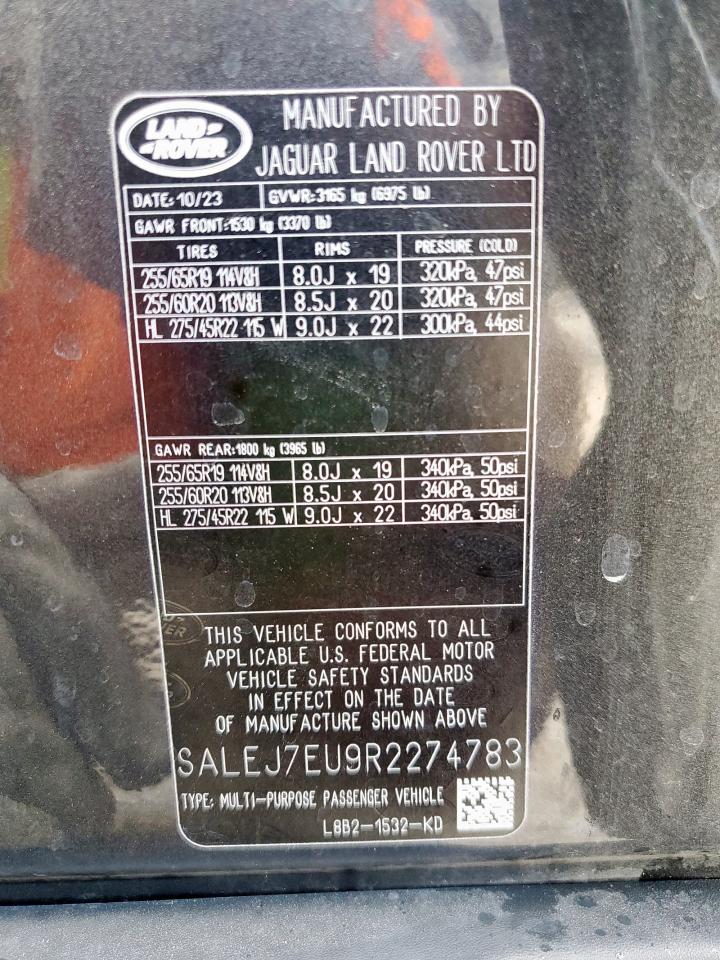 LAND-
-ROVER
MANUFACTURED BY
JAGUAR LAND ROVER LTD
DATE: 10/23 GVWR:3165 kg (6975 lb)
GAWR FRONT:1530 kg (3370 lb)
TIRES RIMS PRESSURE (COLD)
255/65R19 114V&H 8.0J x 19 320kPa, 47psi
255/60R20 113V&H 8.5J x 20 320kPa, 47psi
HL 275/45R22 115 W 9.0J x 22 300kPa, 44psi
GAWR REAR:1800 kg (3965 lb)
255/65R19 114V&H 8.0J x 19 340kPa, 50psi
255/60R20 113V&H 8.5J x 20 340kPa, 50psi
HL 275/45R22 115 W 9.0J x 22 340kPa, 50psi
THIS VEHICLE CONFORMS TO ALL
APPLICABLE U.S. FEDERAL MOTOR
VEHICLE SAFETY STANDARDS
IN EFFECT ON THE DATE
OF MANUFACTURE SHOWN ABOVE
SALEJ7EU9R2274783
TYPE: MULTI-PURPOSE PASSENGER VEHICLE
L8B2-1532-KD